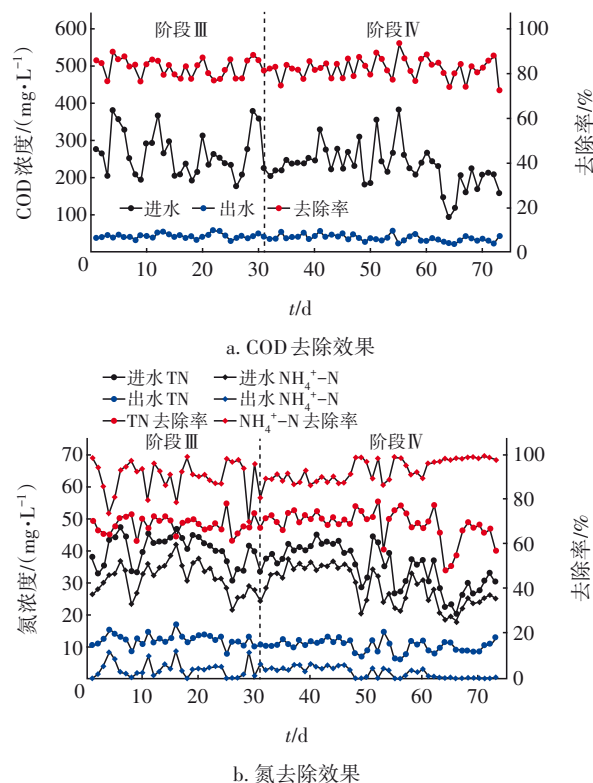 阶段Ⅲ 阶段Ⅳ
600 500 400 300 200 100
COD浓度/(mg·L⁻¹)
100 80 60 40 20 0
去除率/%
进水 出水 去除率
0 10 20 30 40 50 60 70
t/d
a. COD去除效果
进水TN 进水NH₄⁺-N
出水TN 出水NH₄⁺-N
TN去除率 NH₄⁺-N去除率
阶段Ⅲ 阶段Ⅳ
70 60 50 40 30 20 10
氮浓度/(mg·L⁻¹)
100 80 60 40 20 0
去除率/%
0 10 20 30 40 50 60 70
t/d
b. 氮去除效果